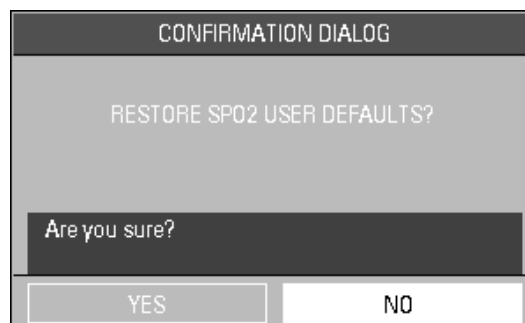 CONFIRMATION DIALOG
RESTORE SPO2 USER DEFAULTS?
Are you sure?
YES
NO